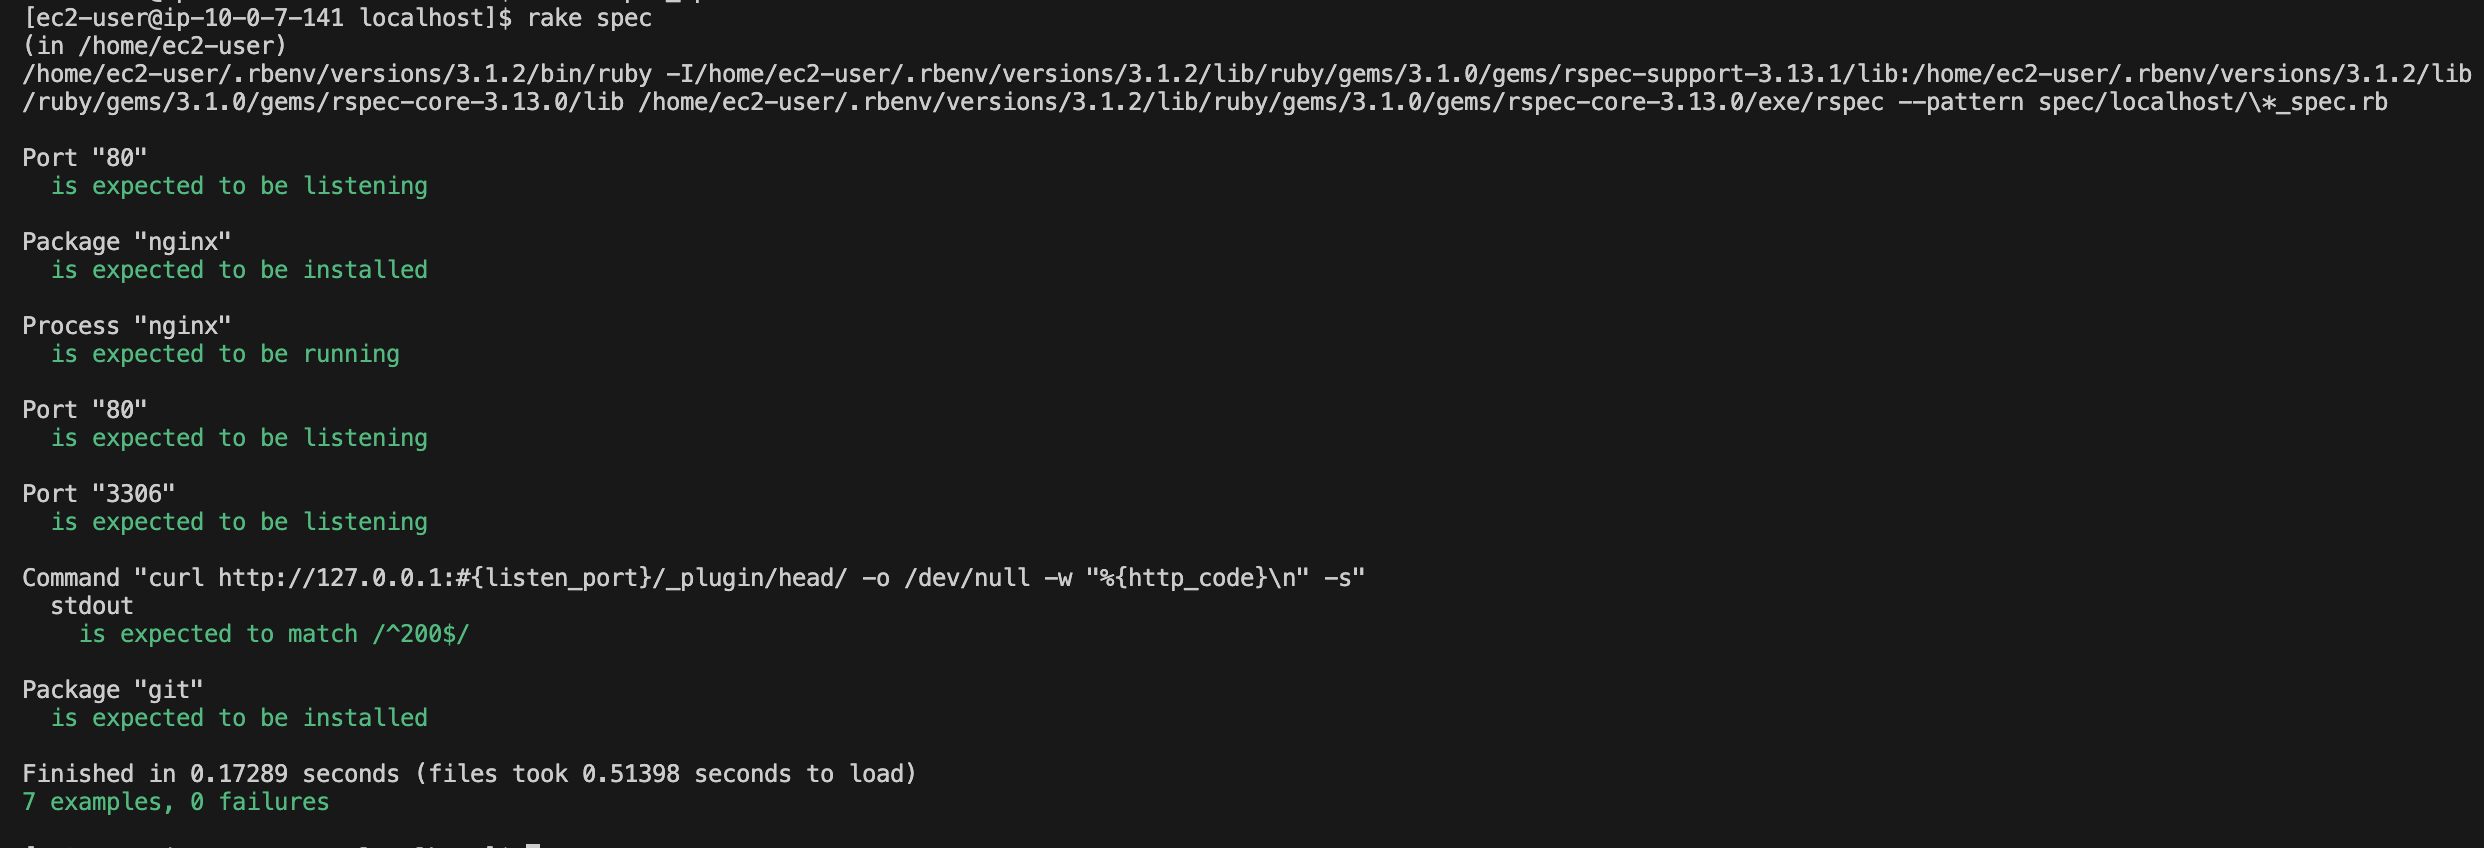 [ec2-user@ip-10-0-7-141 localhost]$ rake spec
(in /home/ec2-user)
/home/ec2-user/.rbenv/versions/3.1.2/bin/ruby -I/home/ec2-user/.rbenv/versions/3.1.2/lib/ruby/gems/3.1.0/gems/rspec-support-3.13.1/lib:/home/ec2-user/.rbenv/versions/3.1.2/lib
/ruby/gems/3.1.0/gems/rspec-core-3.13.0/lib /home/ec2-user/.rbenv/versions/3.1.2/lib/ruby/gems/3.1.0/gems/rspec-core-3.13.0/exe/rspec --pattern spec/localhost/\*_spec.rb
Port "80"
is expected to be listening
Package "nginx"
is expected to be installed
Process "nginx"
is expected to be running
Port "80"
is expected to be listening
Port "3306"
is expected to be listening
Command "curl http://127.0.0.1:#{listen_port}/_plugin/head/ -o /dev/null -w "%{http_code}\n" -s"
stdout
is expected to match /^200$/
Package "git"
is expected to be installed
Finished in 0.17289 seconds (files took 0.51398 seconds to load)
7 examples, 0 failures